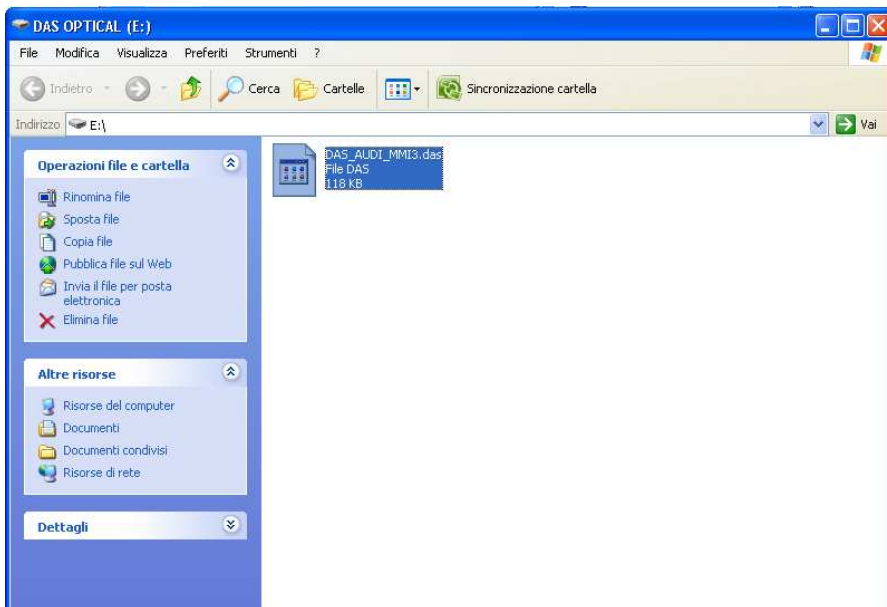 DAS OPTICAL (E:)
File Modifica Visualizza Preferiti Strumenti ?
Indietro Cerca Cartelle Sincronizzazione cartella
Indirizzo E:\ Vai
Operazioni file e cartella
Rinomina file
Sposta file
Copia file
Pubblica file sul Web
Invia il file per posta
elettronica
Elimina file
Altre risorse
Risorse del computer
Documenti
Documenti condivisi
Risorse di rete
Dettagli
DAS_AUDI_MMI3.das
File DAS
118 KB